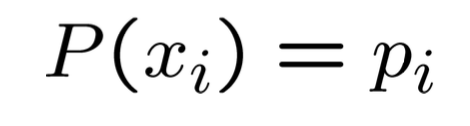 P(x_i) = p_i